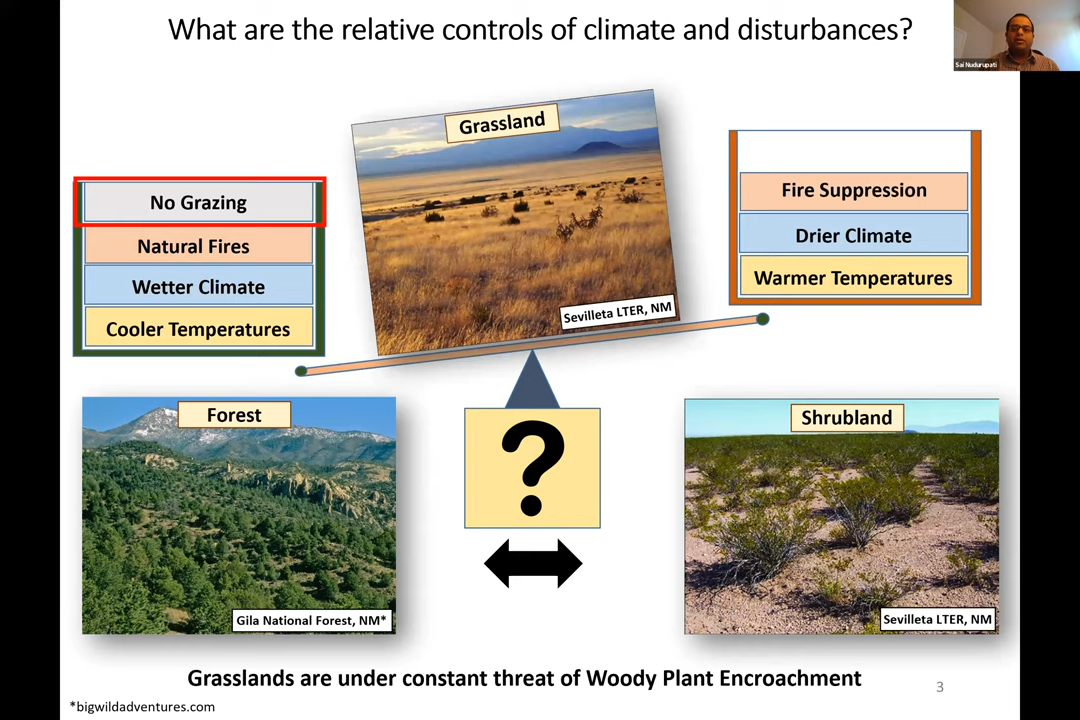 What are the relative controls of climate and disturbances?
Sai Nudurupati
Grassland
No Grazing
Natural Fires
Wetter Climate
Cooler Temperatures
Fire Suppression
Drier Climate
Warmer Temperatures
Sevilleta LTER, NM
Forest
?
Shrubland
Gila National Forest, NM*
Sevilleta LTER, NM
Grasslands are under constant threat of Woody Plant Encroachment
3
*bigwildadventures.com